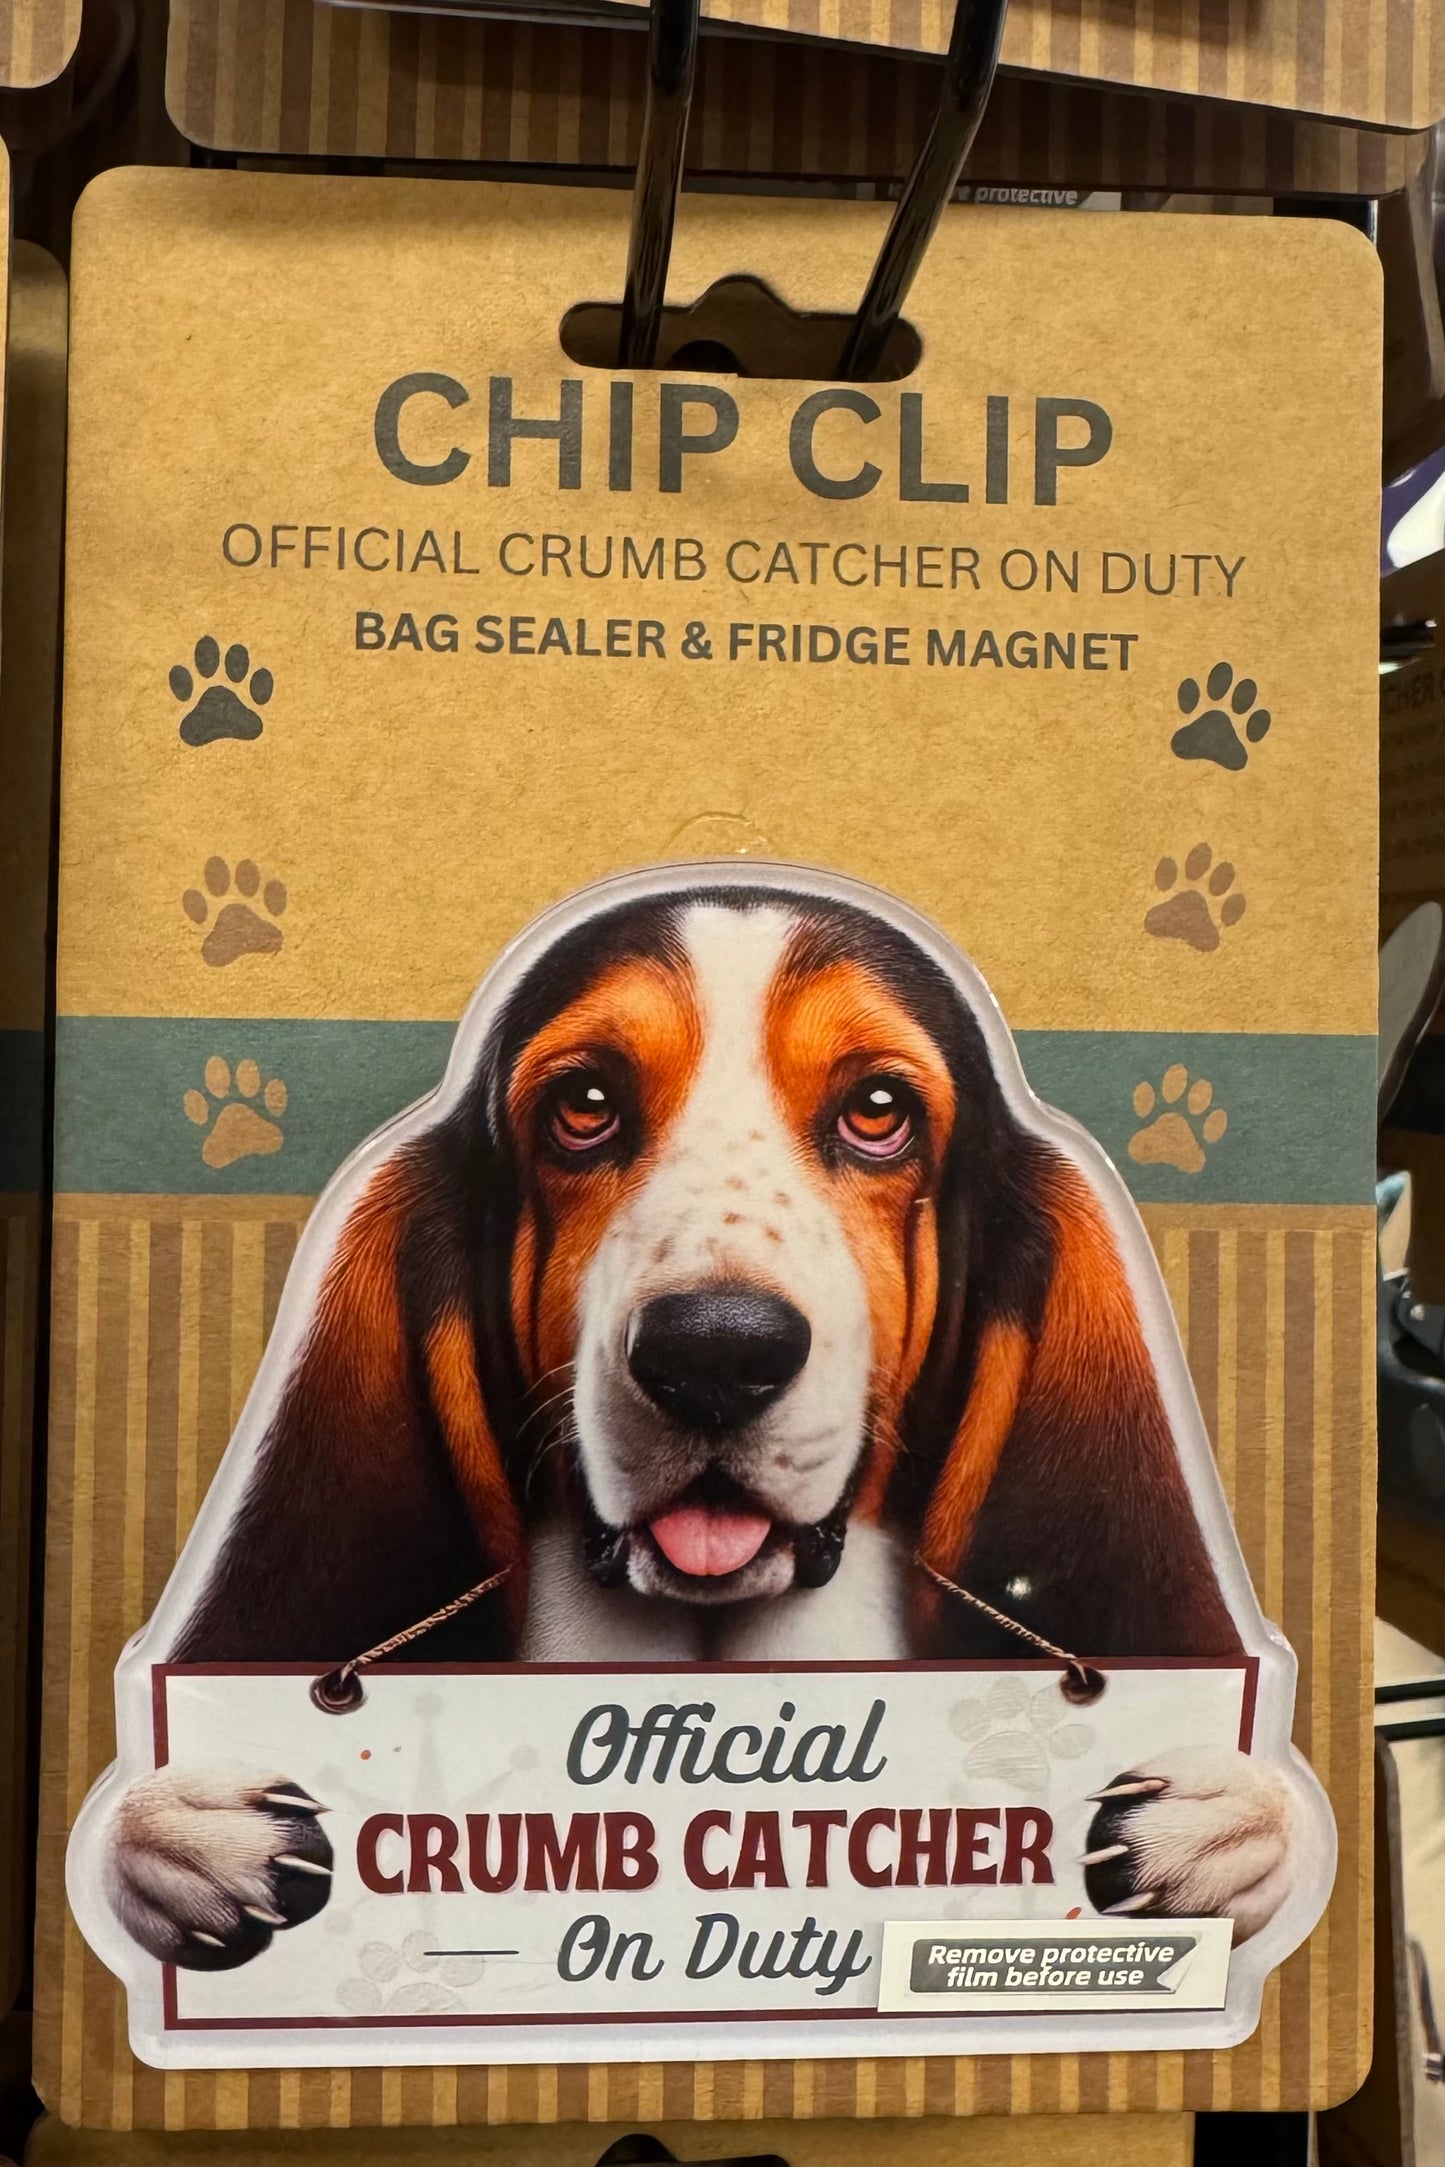 protective
CHIP CLIP
OFFICIAL CRUMB CATCHER ON DUTY
BAG SEALER & FRIDGE MAGNET
Official
CRUMB CATCHER
On Duty
Remove protective
film before use